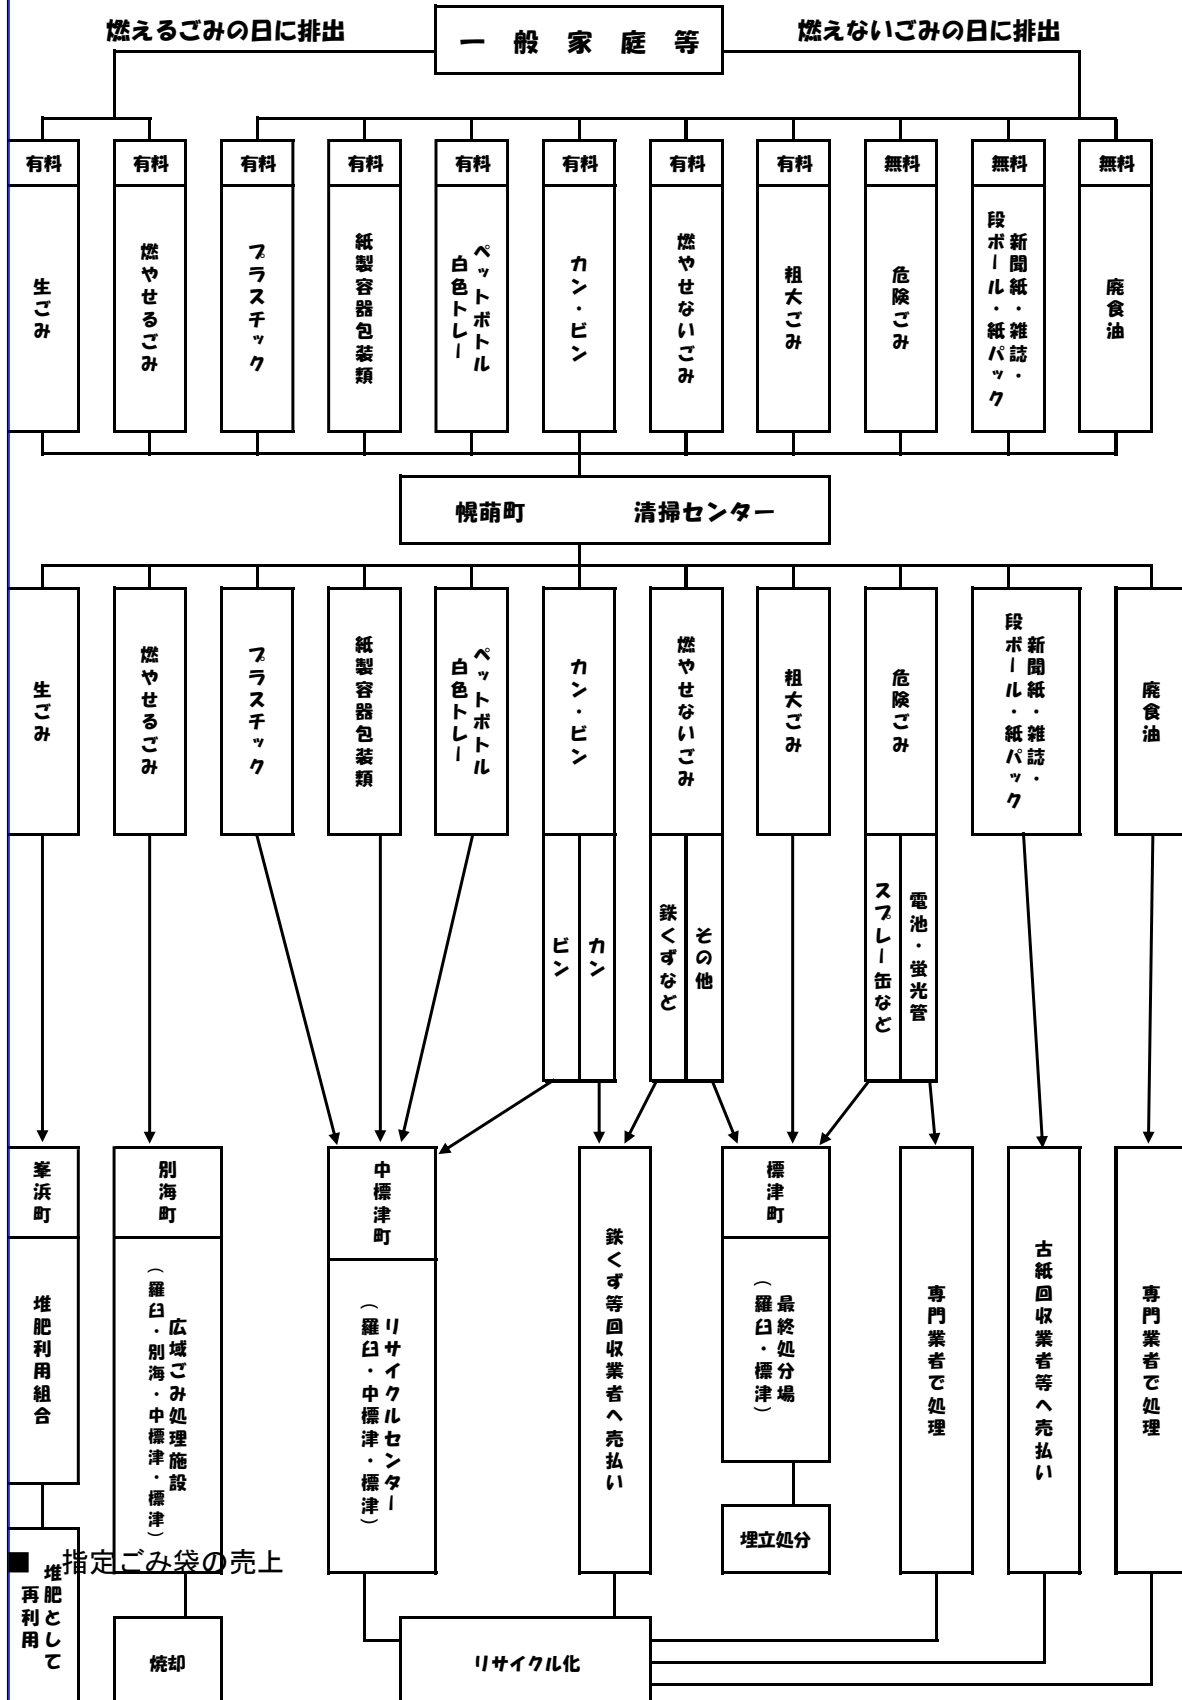 燃えるごみの日に排出
一般家庭等
燃えないごみの日に排出
有料
有料
有料
有料
有料
有料
有料
有料
無料
無料
無料
生ごみ
燃やせるごみ
プラスチック
紙製容器包装類
ペットボトル
白色トレー
カン・ビン
燃やせないごみ
粗大ごみ
危険ごみ
新聞紙・雑誌・
段ボール・紙パック
廃食油
幌萌町 清掃センター
生ごみ
燃やせるごみ
プラスチック
紙製容器包装類
ペットボトル
白色トレー
カン・ビン
燃やせないごみ
粗大ごみ
危険ごみ
新聞紙・雑誌・
段ボール・紙パック
廃食油
ビン
カン
鉄くずなど
その他
スプレー缶など
電池・蛍光管
峯浜町
堆肥利用組合
別海町
広域ごみ処理施設
（羅臼・別海・中標津・標津）
中標津町
リサイクルセンター
（羅臼・中標津・標津）
鉄くず等回収業者へ売払い
標津町
最終処分場
（羅臼・標津）
専門業者で処理
古紙回収業者等へ売払い
専門業者で処理
埋立処分
■ 指定ごみ袋の売上
堆肥として
再利用
焼却
リサイクル化